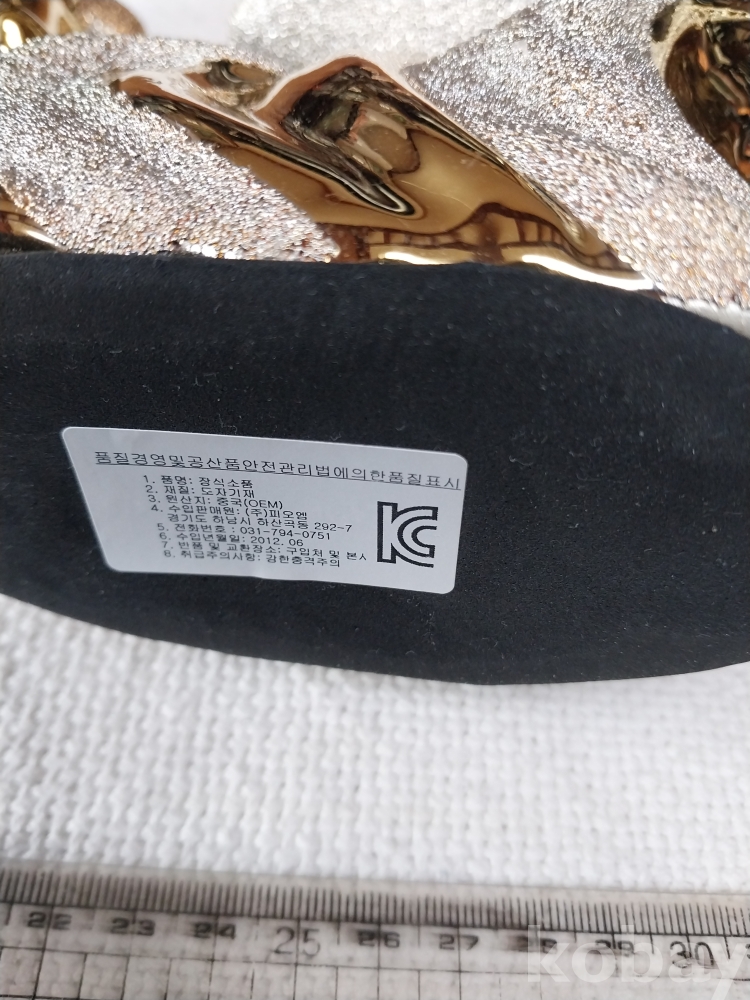 품질경영및공산품안전관리법에의한품질표시
1. 품명: 장식소품
2. 재질: 도자기재
3. 원산지: 중국(OEM)
4. 수입판매원: (주)피오엠
경기도 하남시 하산곡동 292-7
5. 전화번호 : 031-794-0751
6. 수입년월일: 2012. 06
7. 반품 및 교환장소: 구입처 및 본사
8. 취급주의사항: 강한충격주의
KC
22 23 24 25 26 27 28 29 30
kobay